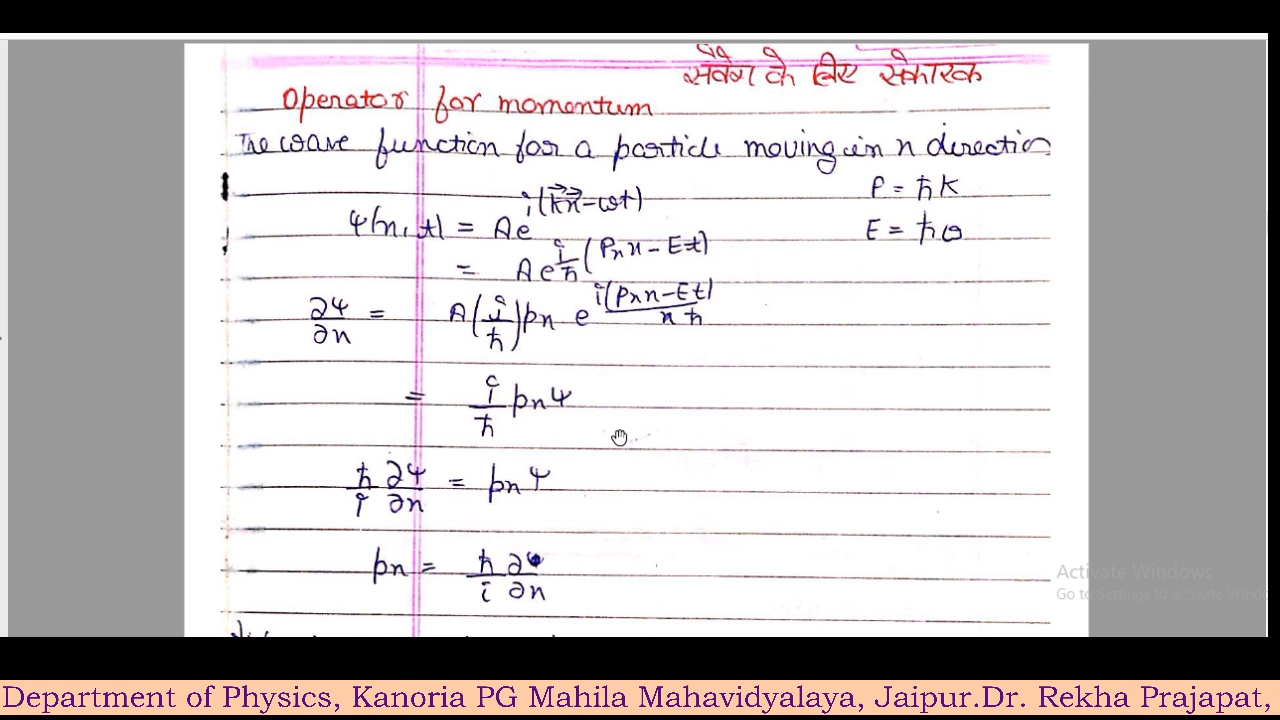 संवेग के लिए संकारक
Operator for momentum
The wave function for a particle moving in x direction
P = ħK
ψ(x, t) = Ae^i(k⃗x⃗-ωt)
E = ħω
= Ae^i/ħ(Pxx - Et)
∂ψ/∂x = A(i/ħ)px e^i(pxx-Et)/ħ
= i/ħ pxψ
ħ/i ∂ψ/∂x = pxψ
px = ħ/i ∂/∂x
Activate Windows
Go to Settings to activate Windo
Department of Physics, Kanoria PG Mahila Mahavidyalaya, Jaipur.Dr. Rekha Prajapat,